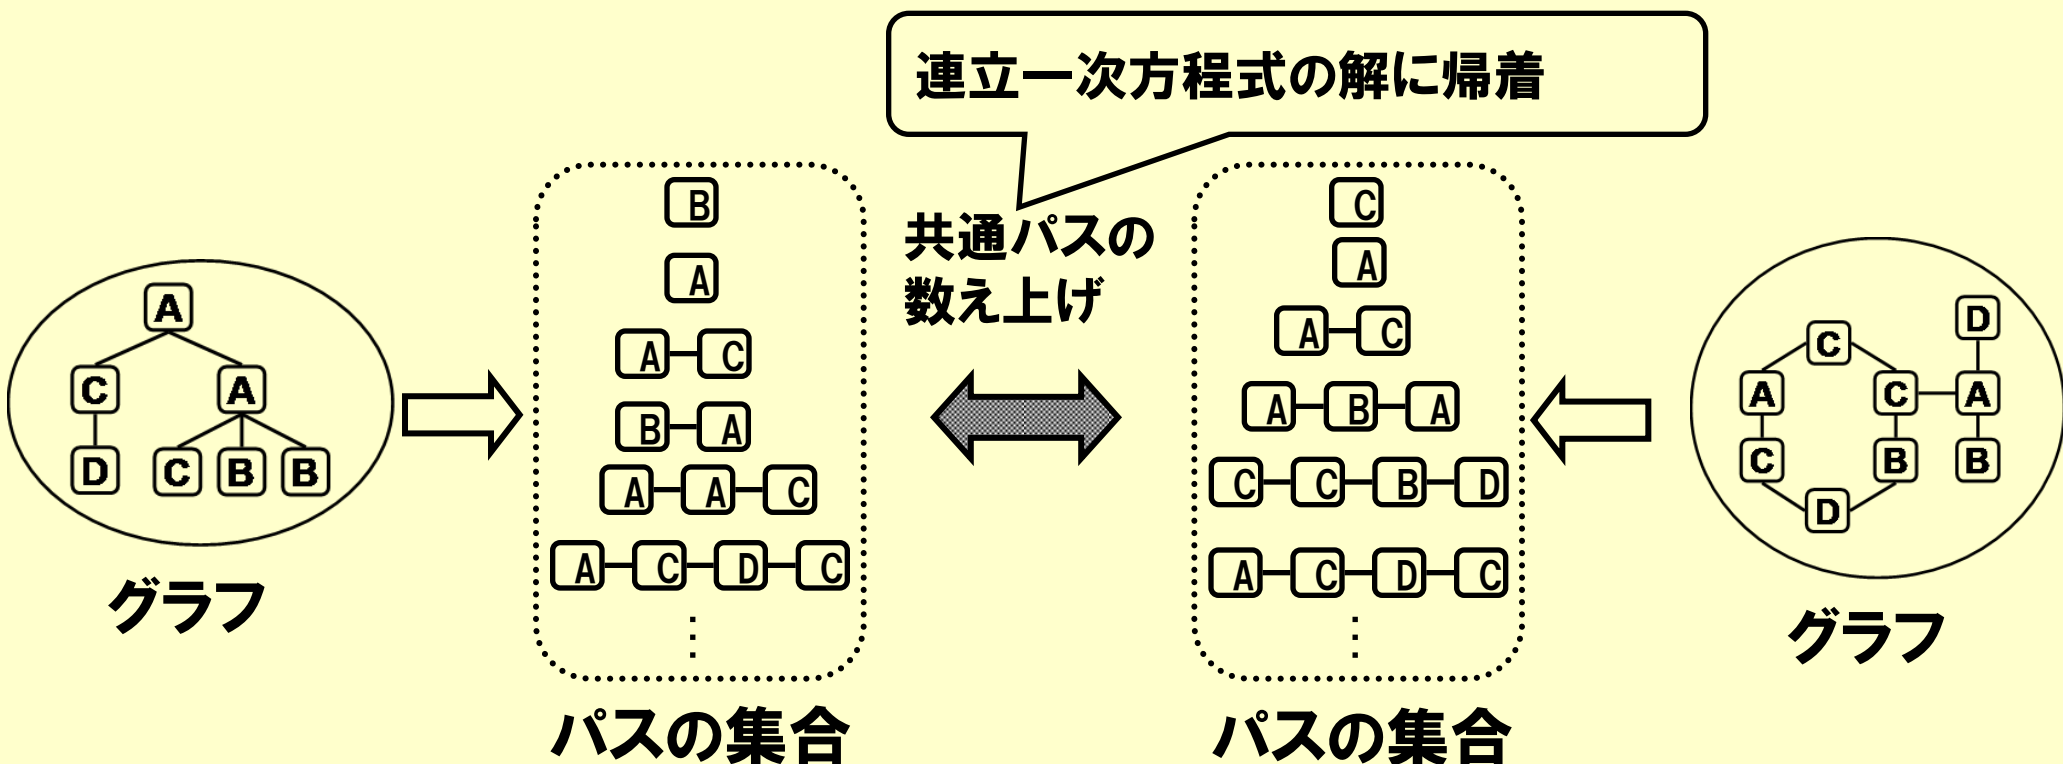 連立一次方程式の解に帰着
B
A
A C
B A
A A C
A C D C
⋮
パスの集合
共通パスの
数え上げ
C
A
A C
A B A
C C B D
A C D C
⋮
パスの集合
A
C A
D C B B
グラフ
D
C
A C A
C B B
D
グラフ